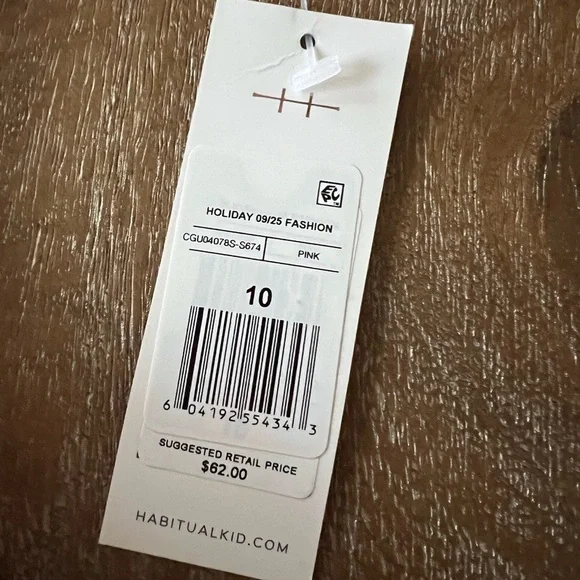 HOLIDAY 09/25 FASHION
CGU04078S-S674 PINK
10
6 04192 55434 3
SUGGESTED RETAIL PRICE
$62.00
HABITUALKID.COM